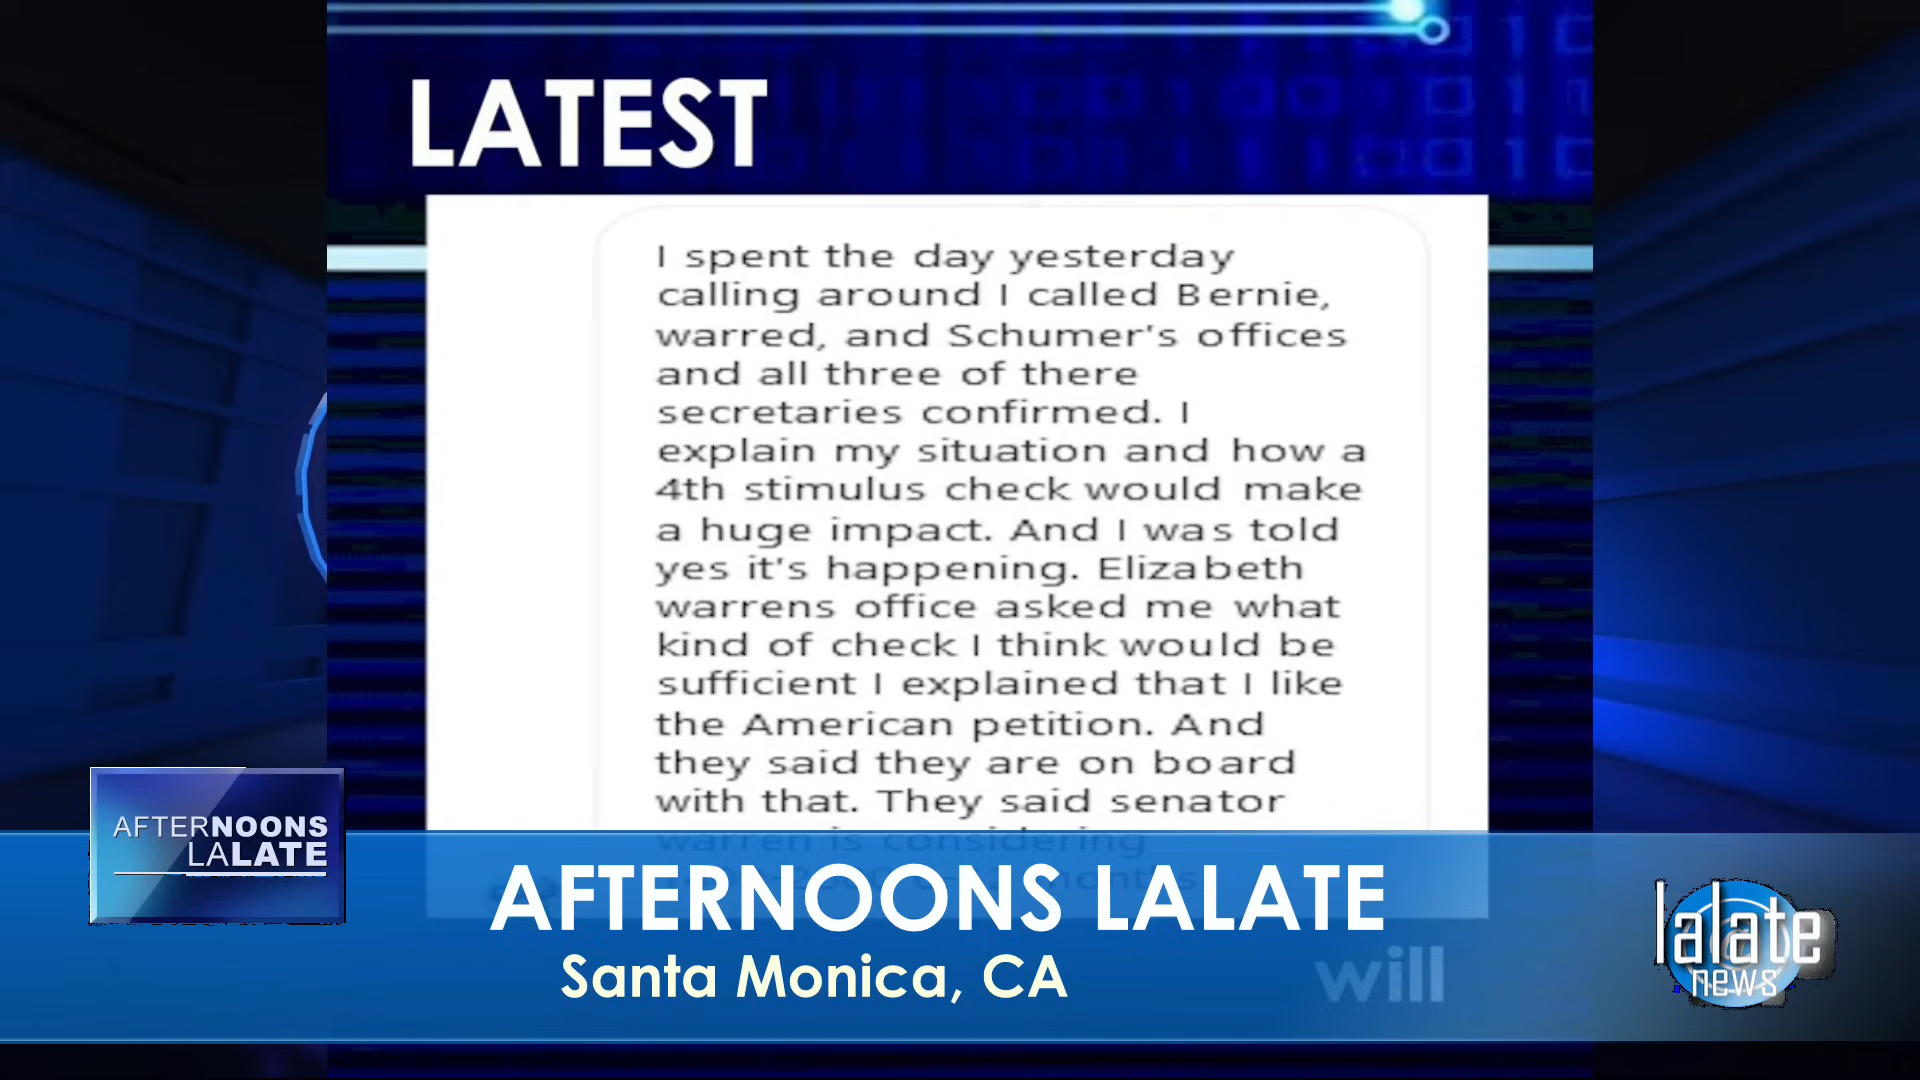 LATEST
I spent the day yesterday
calling around I called Bernie,
warred, and Schumer's offices
and all three of there
secretaries confirmed. I
explain my situation and how a
4th stimulus check would make
a huge impact. And I was told
yes it's happening. Elizabeth
warrens office asked me what
kind of check I think would be
sufficient I explained that I like
the American petition. And
they said they are on board
with that. They said senator
warren is considering
months
AFTERNOONS
LALATE
AFTERNOONS LALATE
Santa Monica, CA
will
lalate
news